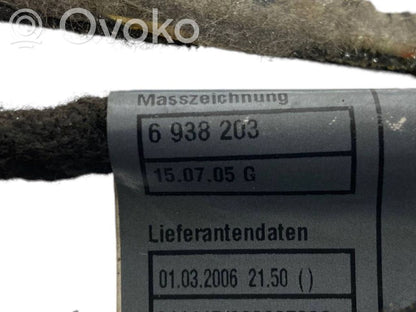 OVOKO
Masszeichnung
6 938 203
15.07.05 G
Lieferantendaten
01.03.2006 21.50 ()